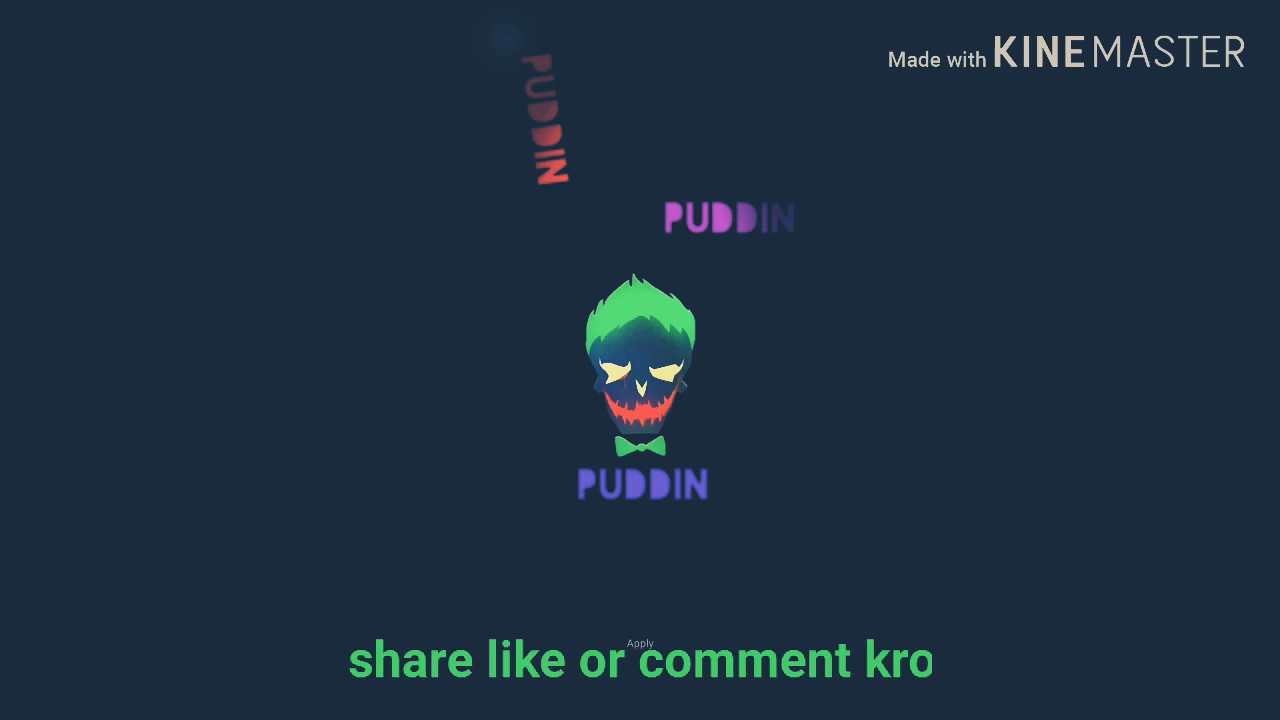 Made with KINEMASTER
PUDDIN
PUDDIN
PUDDIN
Apply
share like or comment kro